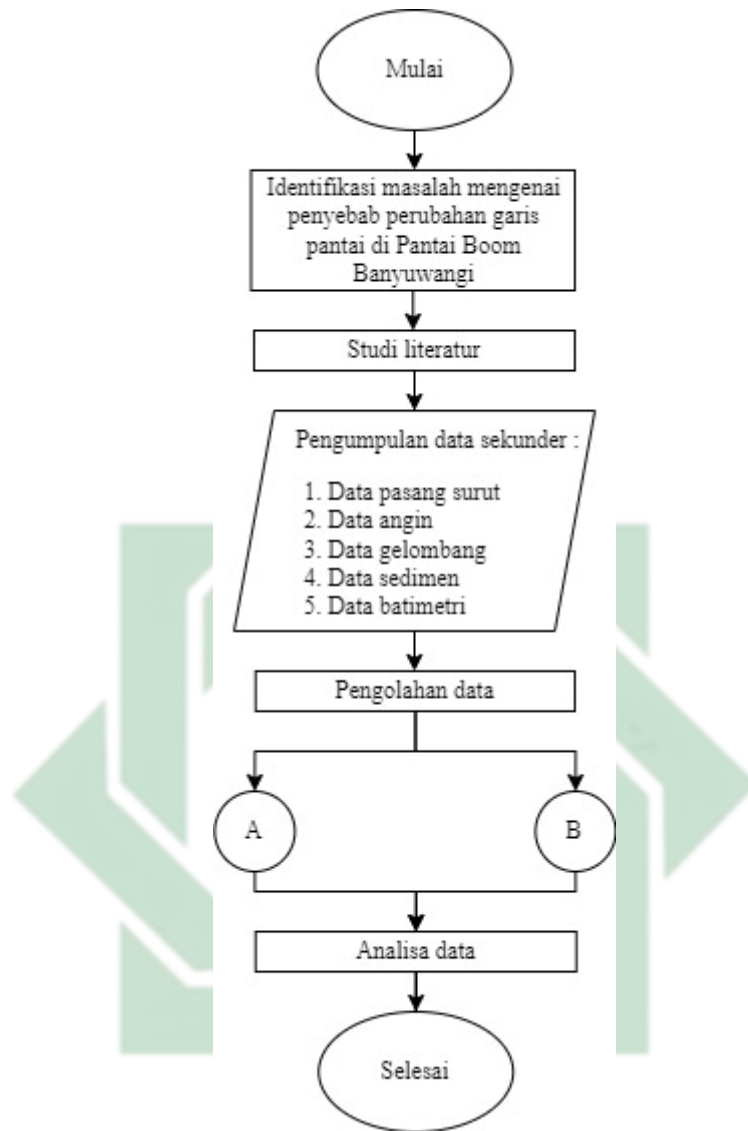 Mulai
Identifikasi masalah mengenai
penyebab perubahan garis
pantai di Pantai Boom
Banyuwangi
Studi literatur
Pengumpulan data sekunder :
1. Data pasang surut
2. Data angin
3. Data gelombang
4. Data sedimen
5. Data batimetri
Pengolahan data
A
B
Analisa data
Selesai